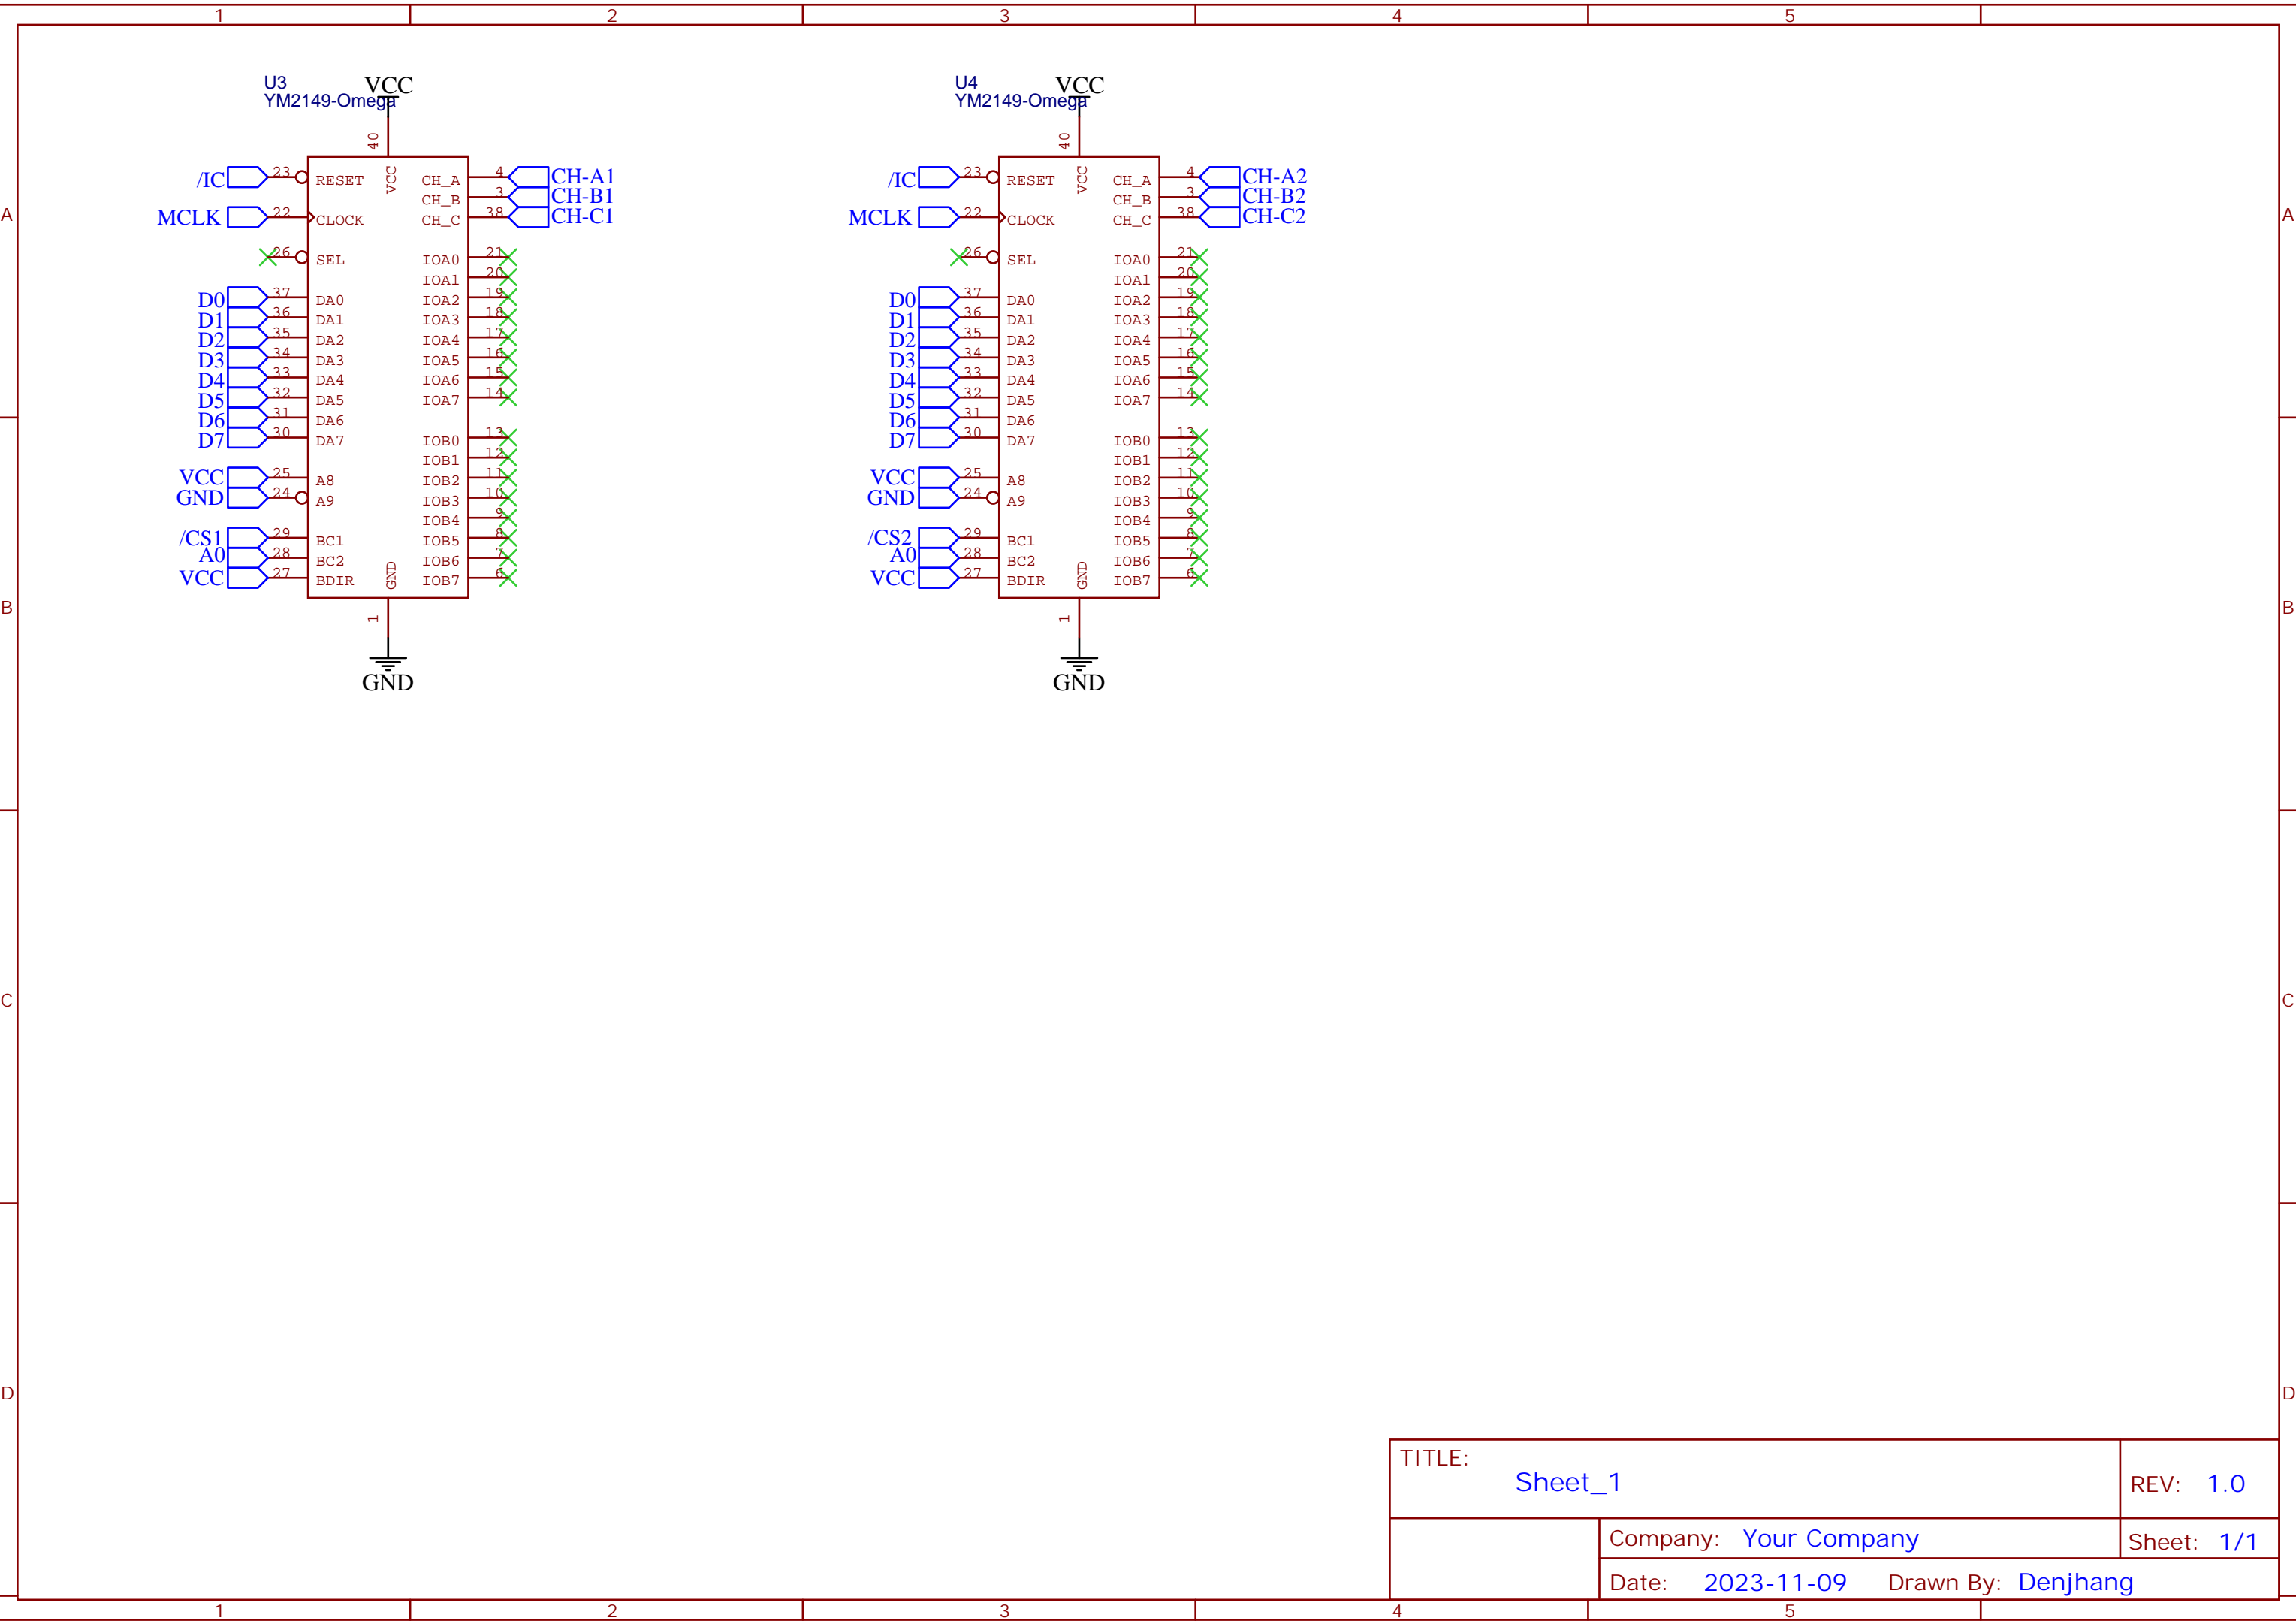 1 2 3 4 5
U3 VCC
YM2149-Omega
U4 VCC
YM2149-Omega
A
B
C
D
A
B
C
D
40
VCC
/IC 23 RESET
MCLK 22 CLOCK
26 SEL
D0 37 DA0
D1 36 DA1
D2 35 DA2
D3 34 DA3
D4 33 DA4
D5 32 DA5
D6 31 DA6
D7 30 DA7
VCC 25 A8
GND 24 A9
/CS1 29 BC1
A0 28 BC2
VCC 27 BDIR
CH_A 4 CH-A1
CH_B 3 CH-B1
CH_C 38 CH-C1
IOA0 21
IOA1 20
IOA2 19
IOA3 18
IOA4 17
IOA5 16
IOA6 15
IOA7 14
IOB0 13
IOB1 12
IOB2 11
IOB3 10
IOB4 9
IOB5 8
IOB6 7
IOB7 6
GND
1
GND
40
VCC
/IC 23 RESET
MCLK 22 CLOCK
26 SEL
D0 37 DA0
D1 36 DA1
D2 35 DA2
D3 34 DA3
D4 33 DA4
D5 32 DA5
D6 31 DA6
D7 30 DA7
VCC 25 A8
GND 24 A9
/CS2 29 BC1
A0 28 BC2
VCC 27 BDIR
CH_A 4 CH-A2
CH_B 3 CH-B2
CH_C 38 CH-C2
IOA0 21
IOA1 20
IOA2 19
IOA3 18
IOA4 17
IOA5 16
IOA6 15
IOA7 14
IOB0 13
IOB1 12
IOB2 11
IOB3 10
IOB4 9
IOB5 8
IOB6 7
IOB7 6
GND
1
GND
TITLE:
Sheet_1
REV: 1.0
Company: Your Company
Sheet: 1/1
Date: 2023-11-09 Drawn By: Denjhang
1 2 3 4 5